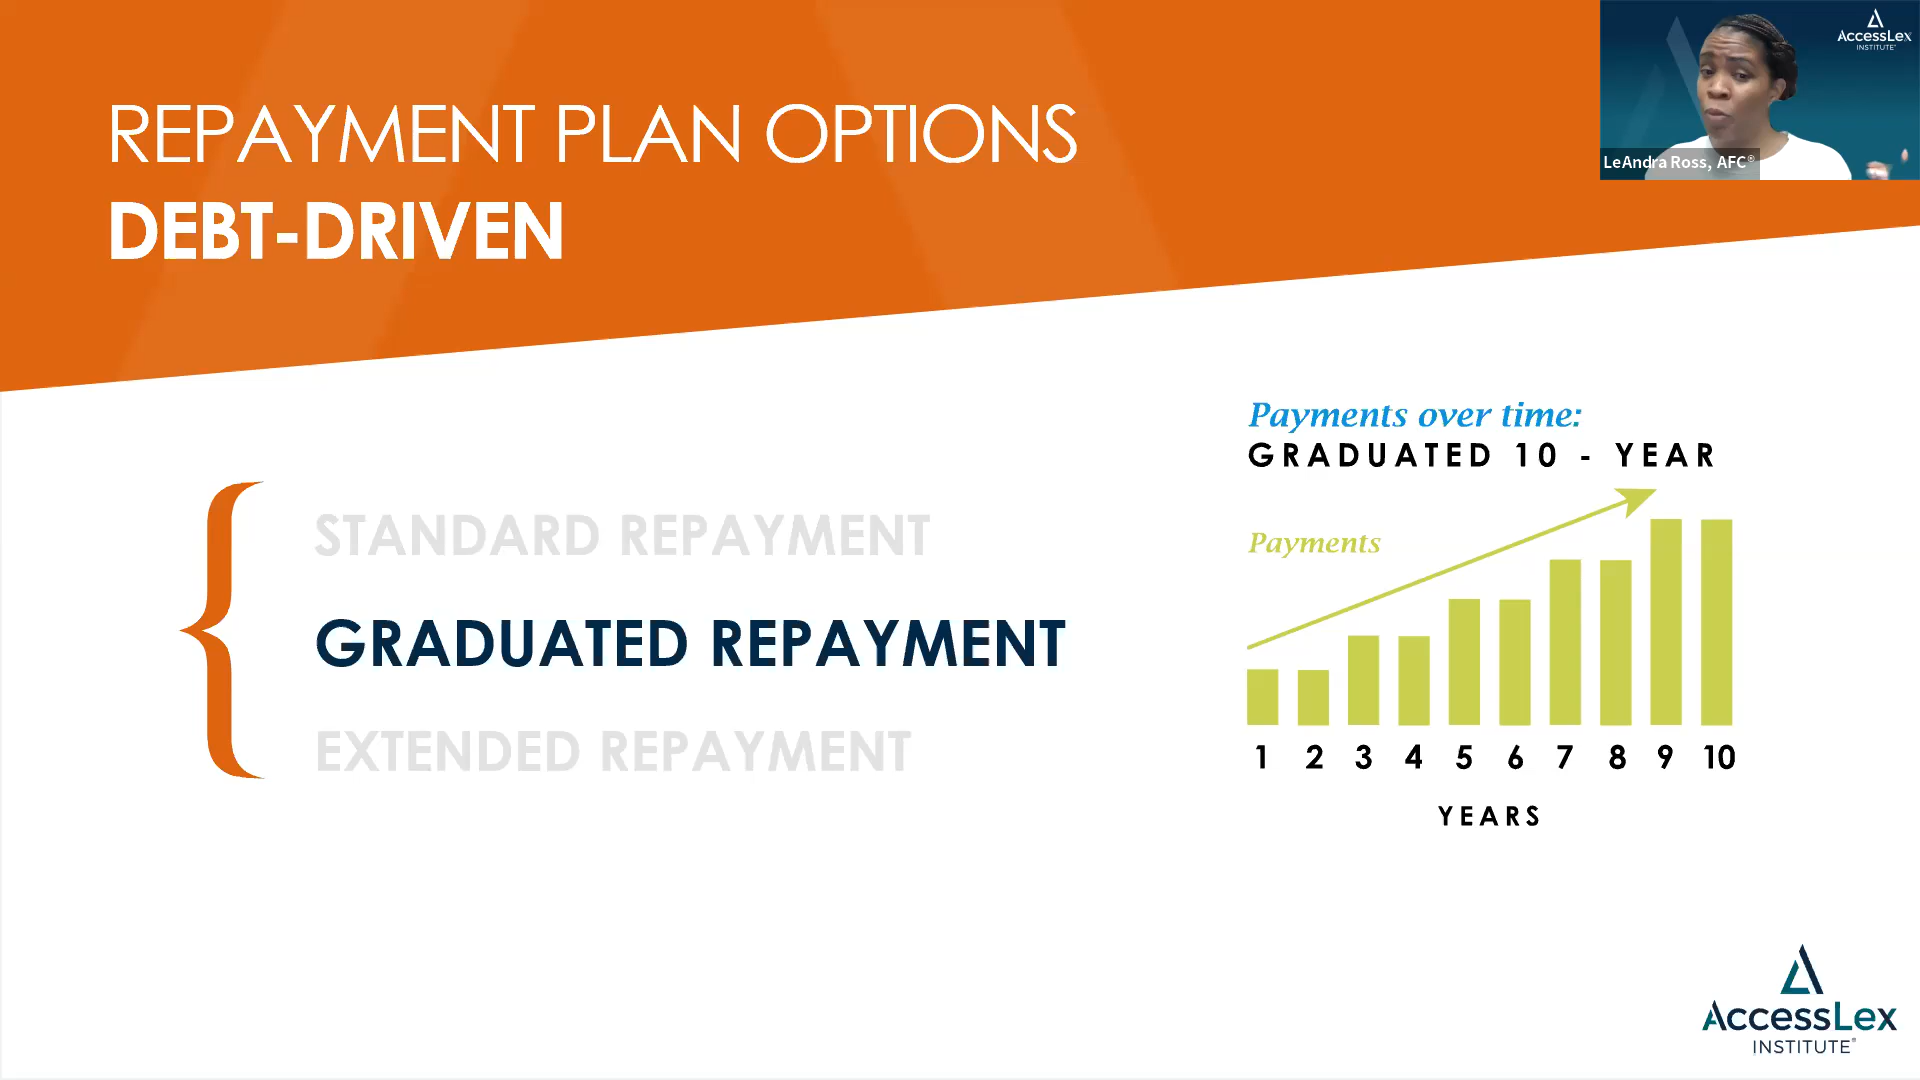 REPAYMENT PLAN OPTIONS
DEBT-DRIVEN
AccessLex
INSTITUTE®
LeAndra Ross, AFC®
STANDARD REPAYMENT
GRADUATED REPAYMENT
EXTENDED REPAYMENT
Payments over time:
GRADUATED 10 - YEAR
Payments
1 2 3 4 5 6 7 8 9 10
YEARS
AccessLex
INSTITUTE®